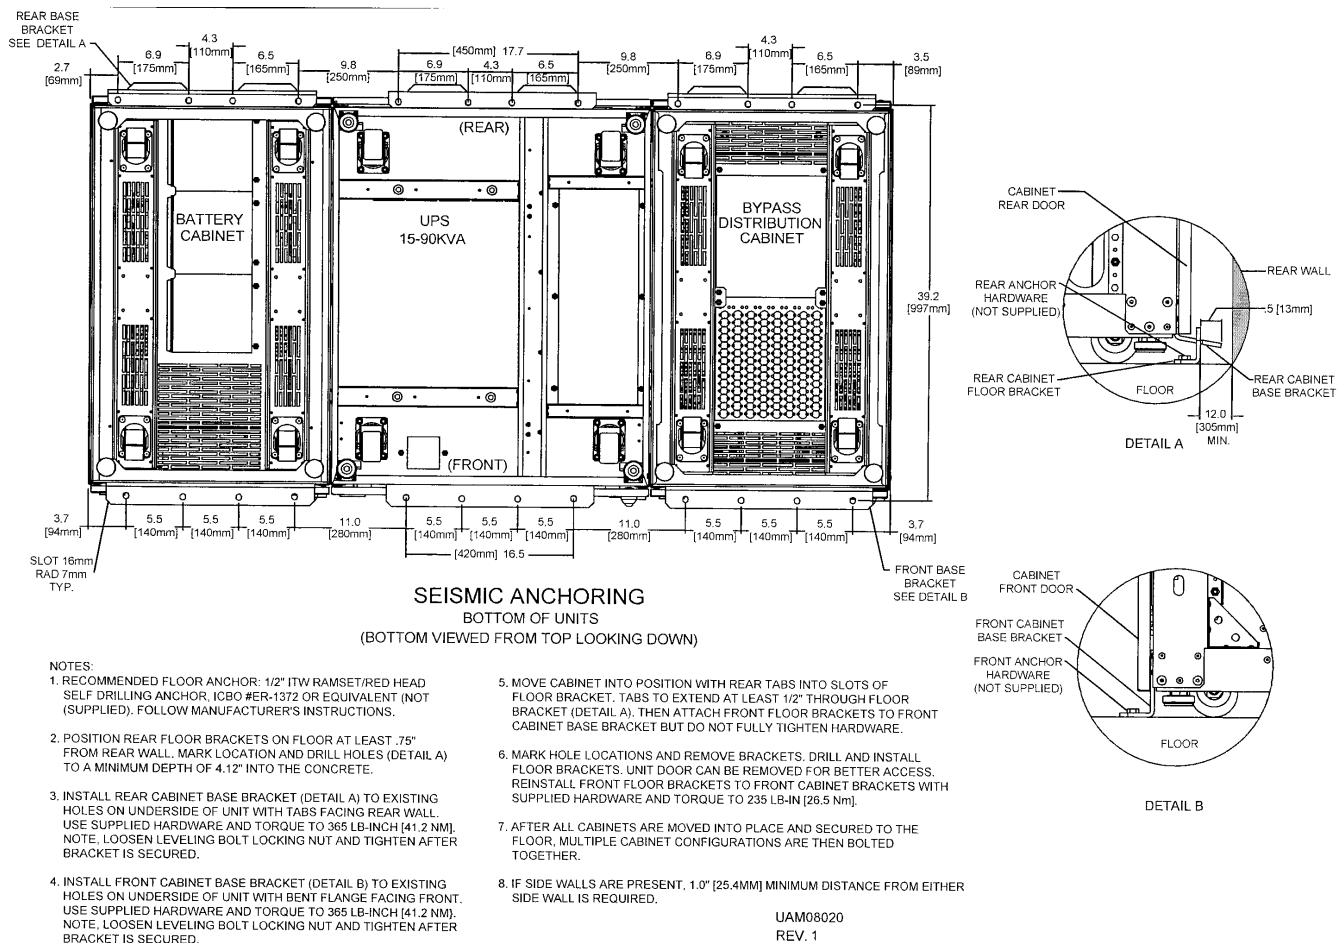 REAR BASE
BRACKET
SEE DETAIL A
2.7
[69mm]
6.9
[175mm]
4.3
[110mm]
6.5
[165mm]
9.8
[250mm]
[450mm] 17.7
6.9
[175mm]
4.3
[110mm]
6.5
[165mm]
9.8
[250mm]
6.9
[175mm]
4.3
[110mm]
6.5
[165mm]
3.5
[89mm]
(REAR)
BATTERY
CABINET
UPS
15-90KVA
BYPASS
DISTRIBUTION
CABINET
39.2
[997mm]
(FRONT)
3.7
[94mm]
5.5
[140mm]
5.5
[140mm]
5.5
[140mm]
11.0
[280mm]
5.5
[140mm]
5.5
[140mm]
5.5
[140mm]
[420mm] 16.5
11.0
[280mm]
5.5
[140mm]
5.5
[140mm]
5.5
[140mm]
3.7
[94mm]
SLOT 16mm
RAD 7mm
TYP.
FRONT BASE
BRACKET
SEE DETAIL B
CABINET
REAR DOOR
REAR WALL
REAR ANCHOR
HARDWARE
(NOT SUPPLIED)
.5 [13mm]
REAR CABINET
FLOOR BRACKET
FLOOR
REAR CABINET
BASE BRACKET
12.0
[305mm]
MIN.
DETAIL A
CABINET
FRONT DOOR
FRONT CABINET
BASE BRACKET
FRONT ANCHOR
HARDWARE
(NOT SUPPLIED)
FLOOR
DETAIL B
SEISMIC ANCHORING
BOTTOM OF UNITS
(BOTTOM VIEWED FROM TOP LOOKING DOWN)
NOTES:
1. RECOMMENDED FLOOR ANCHOR: 1/2" ITW RAMSET/RED HEAD
SELF DRILLING ANCHOR, ICBO #ER-1372 OR EQUIVALENT (NOT
(SUPPLIED). FOLLOW MANUFACTURER'S INSTRUCTIONS.
2. POSITION REAR FLOOR BRACKETS ON FLOOR AT LEAST .75"
FROM REAR WALL. MARK LOCATION AND DRILL HOLES (DETAIL A)
TO A MINIMUM DEPTH OF 4.12" INTO THE CONCRETE.
3. INSTALL REAR CABINET BASE BRACKET (DETAIL A) TO EXISTING
HOLES ON UNDERSIDE OF UNIT WITH TABS FACING REAR WALL.
USE SUPPLIED HARDWARE AND TORQUE TO 365 LB-INCH [41.2 NM].
NOTE, LOOSEN LEVELING BOLT LOCKING NUT AND TIGHTEN AFTER
BRACKET IS SECURED.
4. INSTALL FRONT CABINET BASE BRACKET (DETAIL B) TO EXISTING
HOLES ON UNDERSIDE OF UNIT WITH BENT FLANGE FACING FRONT.
USE SUPPLIED HARDWARE AND TORQUE TO 365 LB-INCH [41.2 NM].
NOTE, LOOSEN LEVELING BOLT LOCKING NUT AND TIGHTEN AFTER
BRACKET IS SECURED.
5. MOVE CABINET INTO POSITION WITH REAR TABS INTO SLOTS OF
FLOOR BRACKET. TABS TO EXTEND AT LEAST 1/2" THROUGH FLOOR
BRACKET (DETAIL A). THEN ATTACH FRONT FLOOR BRACKETS TO FRONT
CABINET BASE BRACKET BUT DO NOT FULLY TIGHTEN HARDWARE.
6. MARK HOLE LOCATIONS AND REMOVE BRACKETS. DRILL AND INSTALL
FLOOR BRACKETS. UNIT DOOR CAN BE REMOVED FOR BETTER ACCESS.
REINSTALL FRONT FLOOR BRACKETS TO FRONT CABINET BRACKETS WITH
SUPPLIED HARDWARE AND TORQUE TO 235 LB-IN [26.5 Nm].
7. AFTER ALL CABINETS ARE MOVED INTO PLACE AND SECURED TO THE
FLOOR, MULTIPLE CABINET CONFIGURATIONS ARE THEN BOLTED
TOGETHER.
8. IF SIDE WALLS ARE PRESENT, 1.0" [25.4MM] MINIMUM DISTANCE FROM EITHER
SIDE WALL IS REQUIRED.
UAM08020
REV. 1